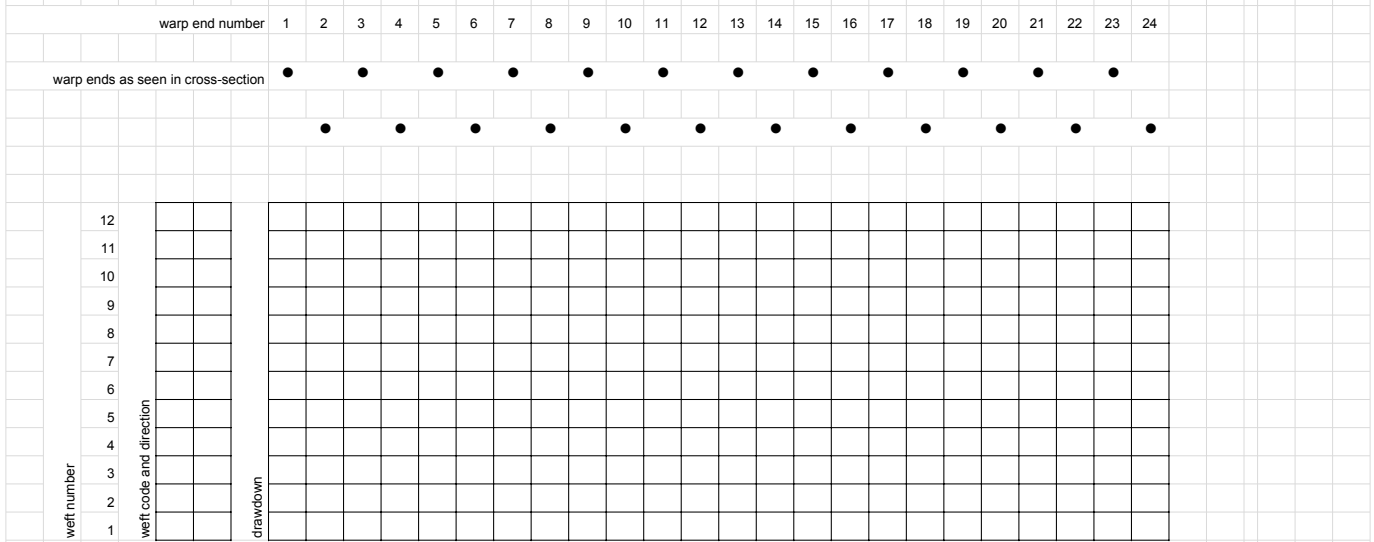 warp end number 1 2 3 4 5 6 7 8 9 10 11 12 13 14 15 16 17 18 19 20 21 22 23 24
warp ends as seen in cross-section
12
11
10
9
8
7
6
5
4
3
2
1
weft number
weft code and direction
drawdown